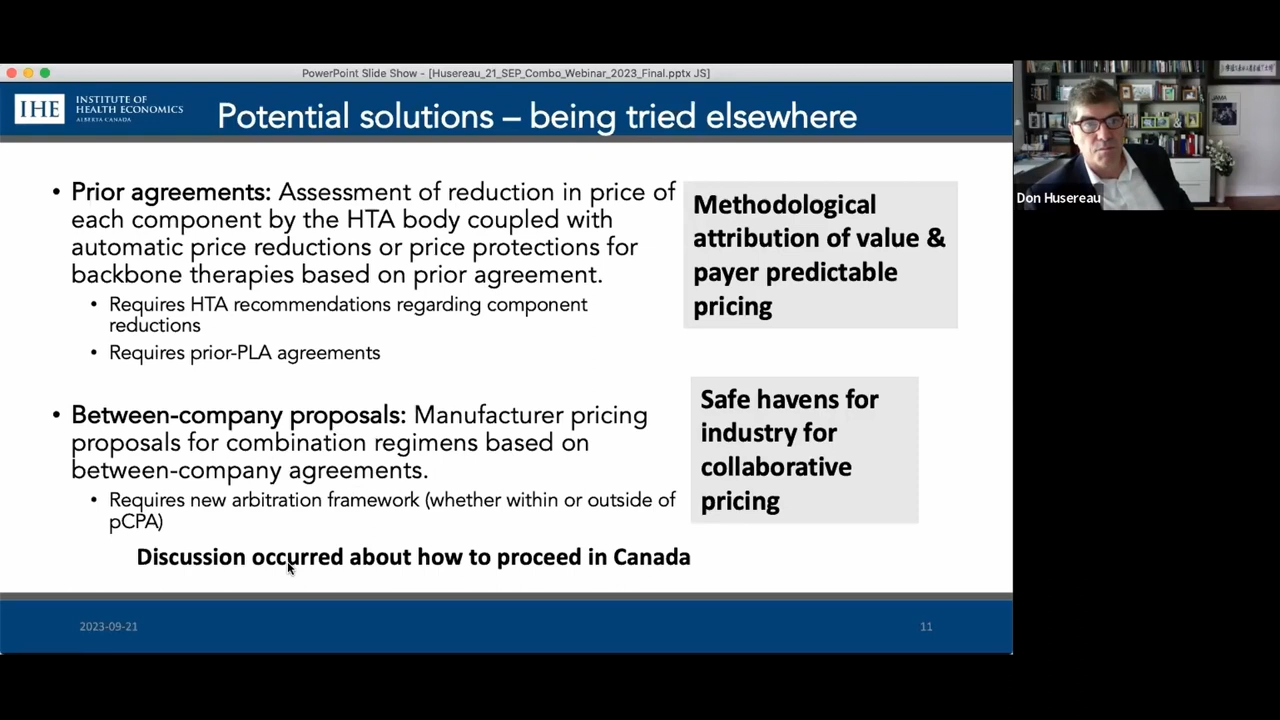 PowerPoint Slide Show - [Husereau_21_SEP_Combo_Webinar_2023_Final.pptx JS]
IHE
INSTITUTE OF
HEALTH ECONOMICS
ALBERTA CANADA
Potential solutions – being tried elsewhere
• Prior agreements: Assessment of reduction in price of
each component by the HTA body coupled with
automatic price reductions or price protections for
backbone therapies based on prior agreement.
• Requires HTA recommendations regarding component
reductions
• Requires prior-PLA agreements
Methodological
attribution of value &
payer predictable
pricing
• Between-company proposals: Manufacturer pricing
proposals for combination regimens based on
between-company agreements.
• Requires new arbitration framework (whether within or outside of
pCPA)
Safe havens for
industry for
collaborative
pricing
Discussion occurred about how to proceed in Canada
2023-09-21
11
JAMA
Don Husereau